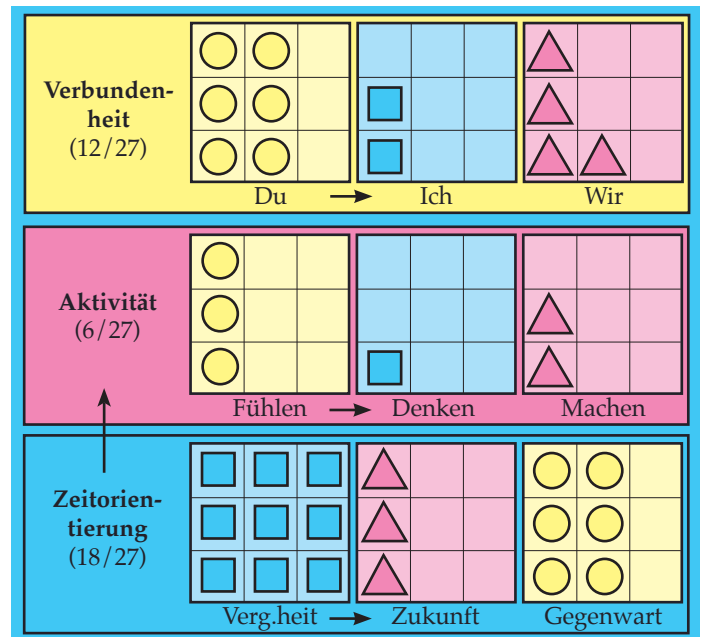 Verbunden-
heit
(12/27)
Du → Ich Wir
Aktivität
(6/27)
Fühlen → Denken Machen
Zeitorien-
tierung
(18/27)
Verg.heit → Zukunft Gegenwart